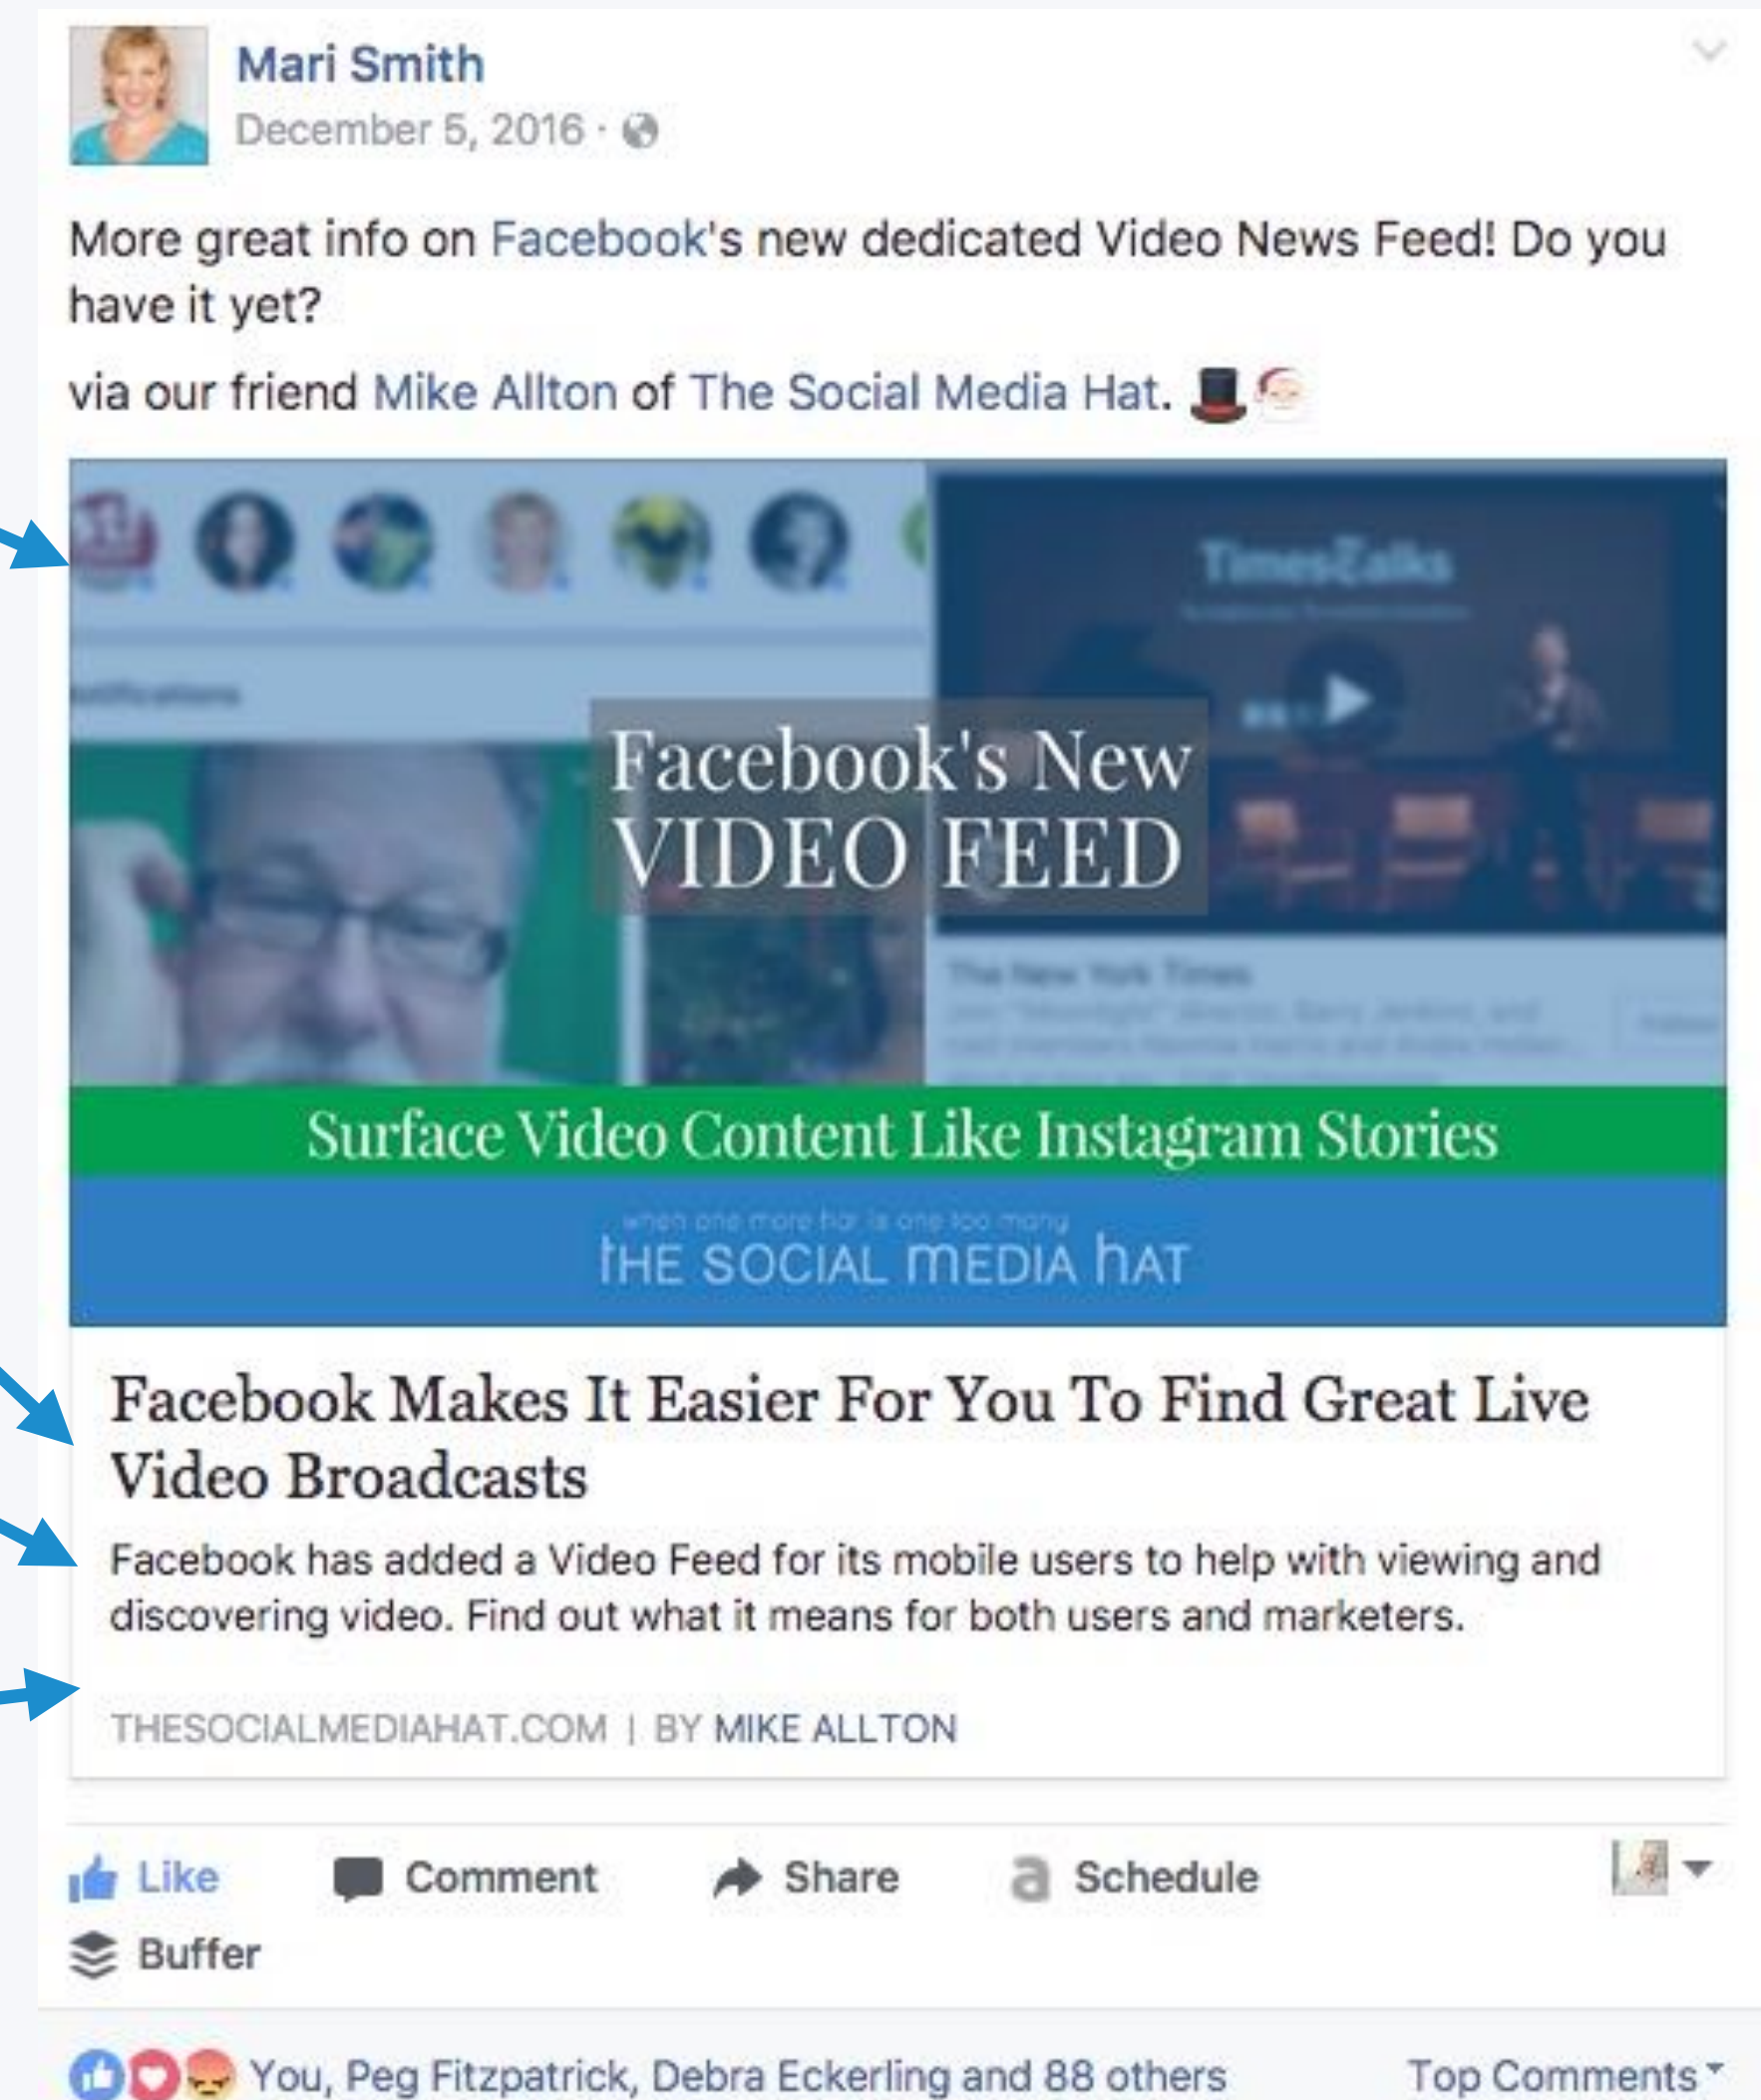 Mari Smith
December 5, 2016 ·
More great info on Facebook's new dedicated Video News Feed! Do you
have it yet?
via our friend Mike Allton of The Social Media Hat.
TimesTalks
Facebook's New
VIDEO FEED
The New York Times
Surface Video Content Like Instagram Stories
when one more hat is one too many
THE SOCIAL MEDIA HAT
Facebook Makes It Easier For You To Find Great Live
Video Broadcasts
Facebook has added a Video Feed for its mobile users to help with viewing and
discovering video. Find out what it means for both users and marketers.
THESOCIALMEDIAHAT.COM | BY MIKE ALLTON
Like Comment Share a Schedule
Buffer
You, Peg Fitzpatrick, Debra Eckerling and 88 others Top Comments